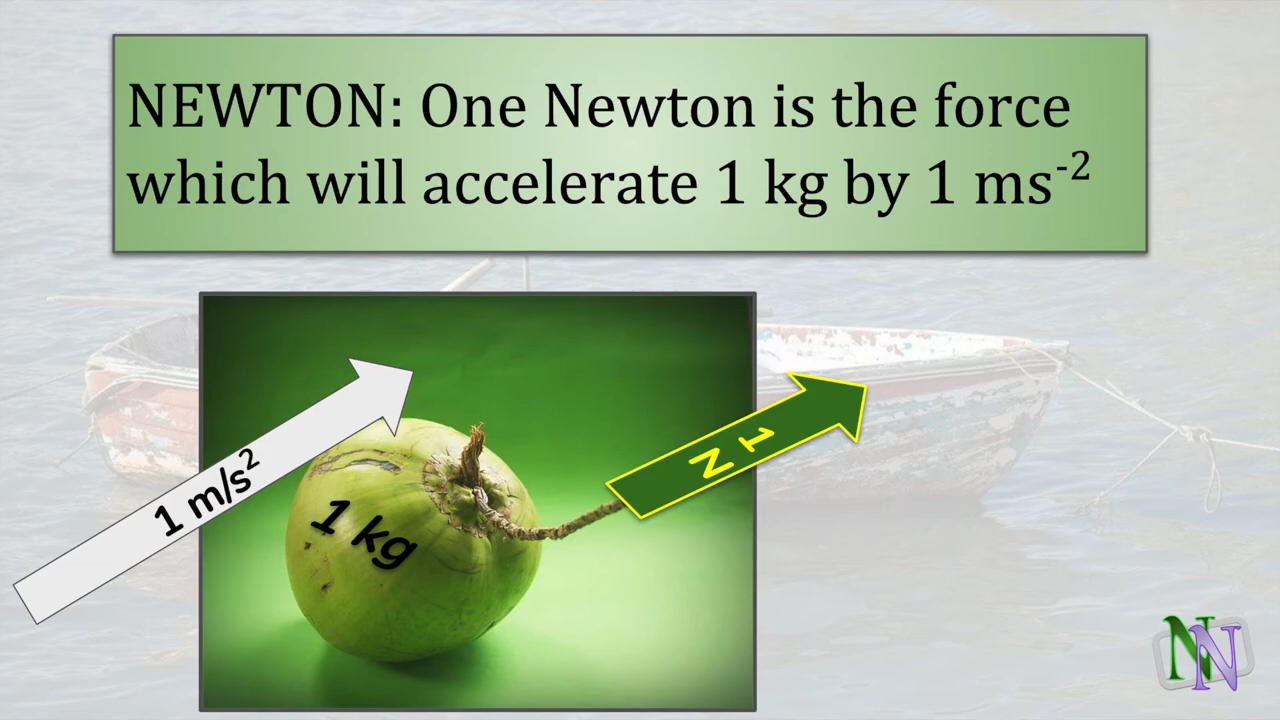 NEWTON: One Newton is the force
which will accelerate 1 kg by 1 ms⁻²
1 m/s²
1 kg
1 N
NN